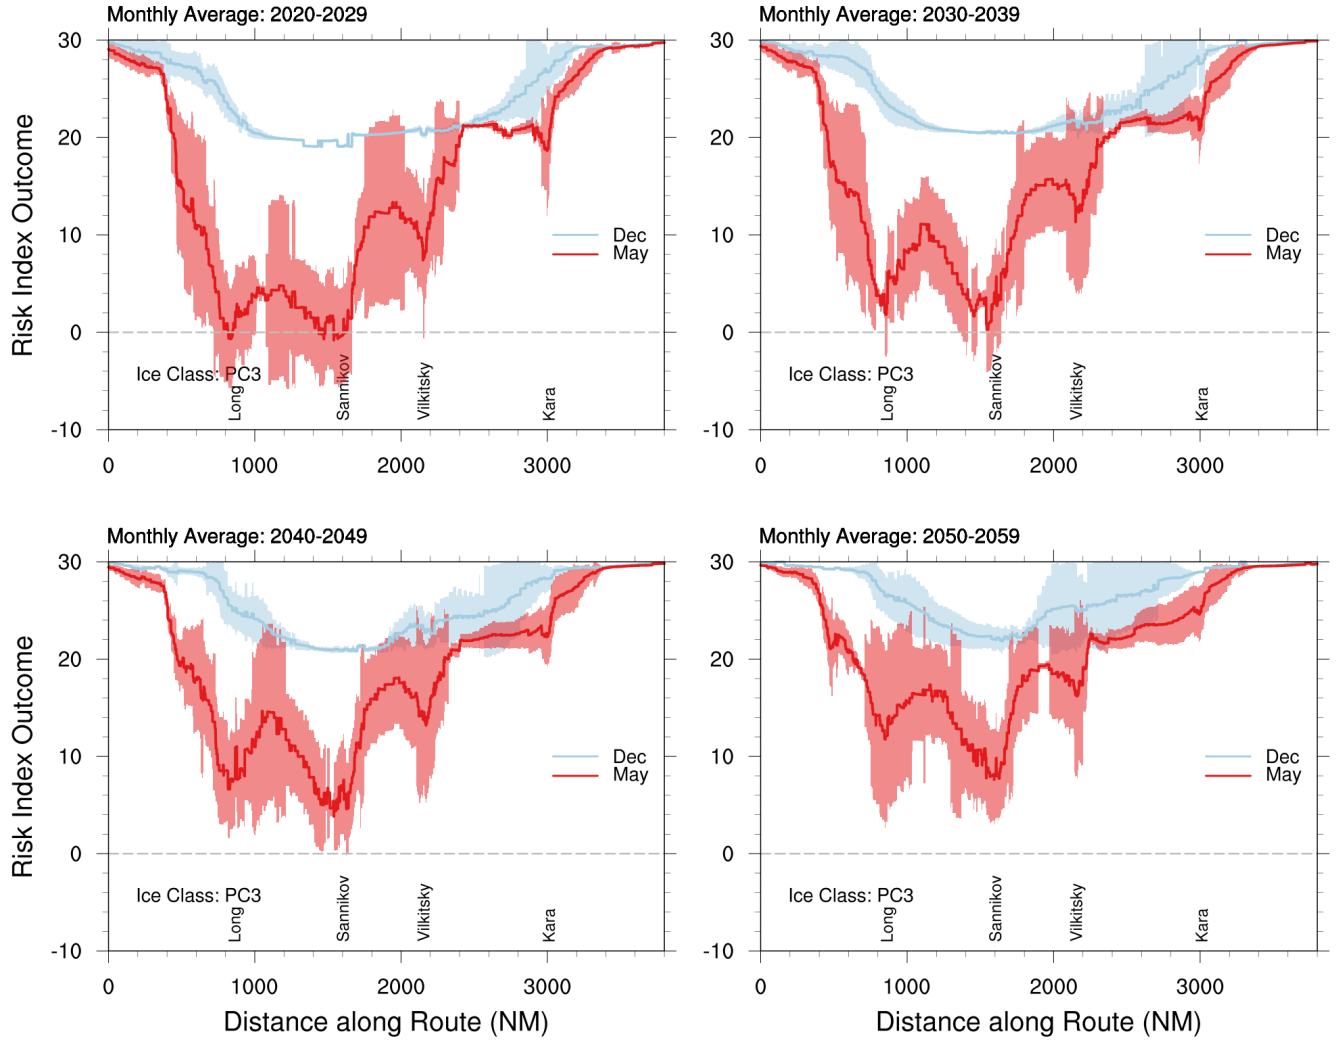 Monthly Average: 2020-2029
Monthly Average: 2030-2039
30
20
10
0
-10
Risk Index Outcome
Dec
May
Ice Class: PC3
Long
Sannikov
Vilkitsky
Kara
0
1000
2000
3000
30
20
10
0
-10
Dec
May
Ice Class: PC3
Long
Sannikov
Vilkitsky
Kara
0
1000
2000
3000
Monthly Average: 2040-2049
Monthly Average: 2050-2059
30
20
10
0
-10
Risk Index Outcome
Dec
May
Ice Class: PC3
Long
Sannikov
Vilkitsky
Kara
0
1000
2000
3000
Distance along Route (NM)
30
20
10
0
-10
Dec
May
Ice Class: PC3
Long
Sannikov
Vilkitsky
Kara
0
1000
2000
3000
Distance along Route (NM)